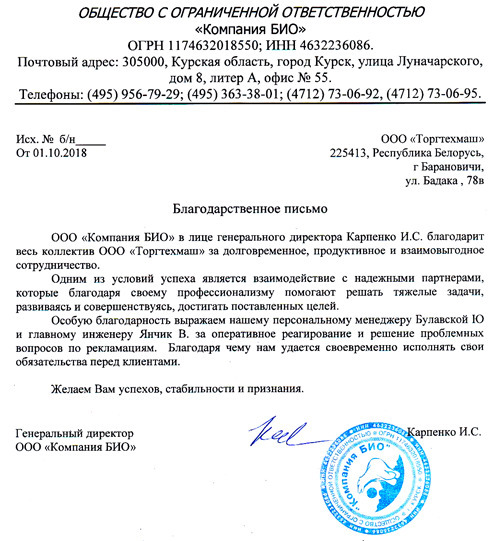 ОБЩЕСТВО С ОГРАНИЧЕННОЙ ОТВЕТСТВЕННОСТЬЮ
«Компания БИО»
ОГРН 1174632018550; ИНН 4632236086.
Почтовый адрес: 305000, Курская область, город Курск, улица Луначарского,
дом 8, литер А, офис № 55.
Телефоны: (495) 956-79-29; (495) 363-38-01; (4712) 73-06-92, (4712) 73-06-95.
Исх. № б/н_____
От 01.10.2018
ООО «Торгтехмаш»
225413, Республика Белорусь,
г Барановичи,
ул. Бадака , 78в
Благодарственное письмо
ООО «Компания БИО» в лице генерального директора Карпенко И.С. благодарит
весь коллектив ООО «Торгтехмаш» за долговременное, продуктивное и взаимовыгодное
сотрудничество.
Одним из условий успеха является взаимодействие с надежными партнерами,
которые благодаря своему профессионализму помогают решать тяжелые задачи,
развиваясь и совершенствуясь, достигать поставленных целей.
Особую благодарность выражаем нашему персональному менеджеру Булавской Ю
и главному инженеру Янчик В. за оперативное реагирование и решение проблемных
вопросов по рекламациям. Благодаря чему нам удается своевременно исполнять свои
обязательства перед клиентами.
Желаем Вам успехов, стабильности и признания.
Генеральный директор
ООО «Компания БИО»
Карпенко И.С.
"Компания БИО"
ОБЩЕСТВО С ОГРАНИЧЕННОЙ ОТВЕТСТВЕННОСТЬЮ